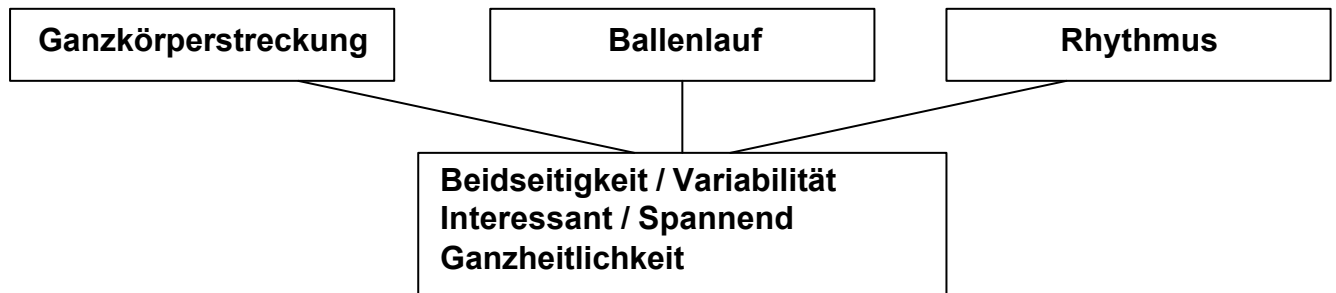 Ganzkörperstreckung
Ballenlauf
Rhythmus
Beidseitigkeit / Variabilität
Interessant / Spannend
Ganzheitlichkeit